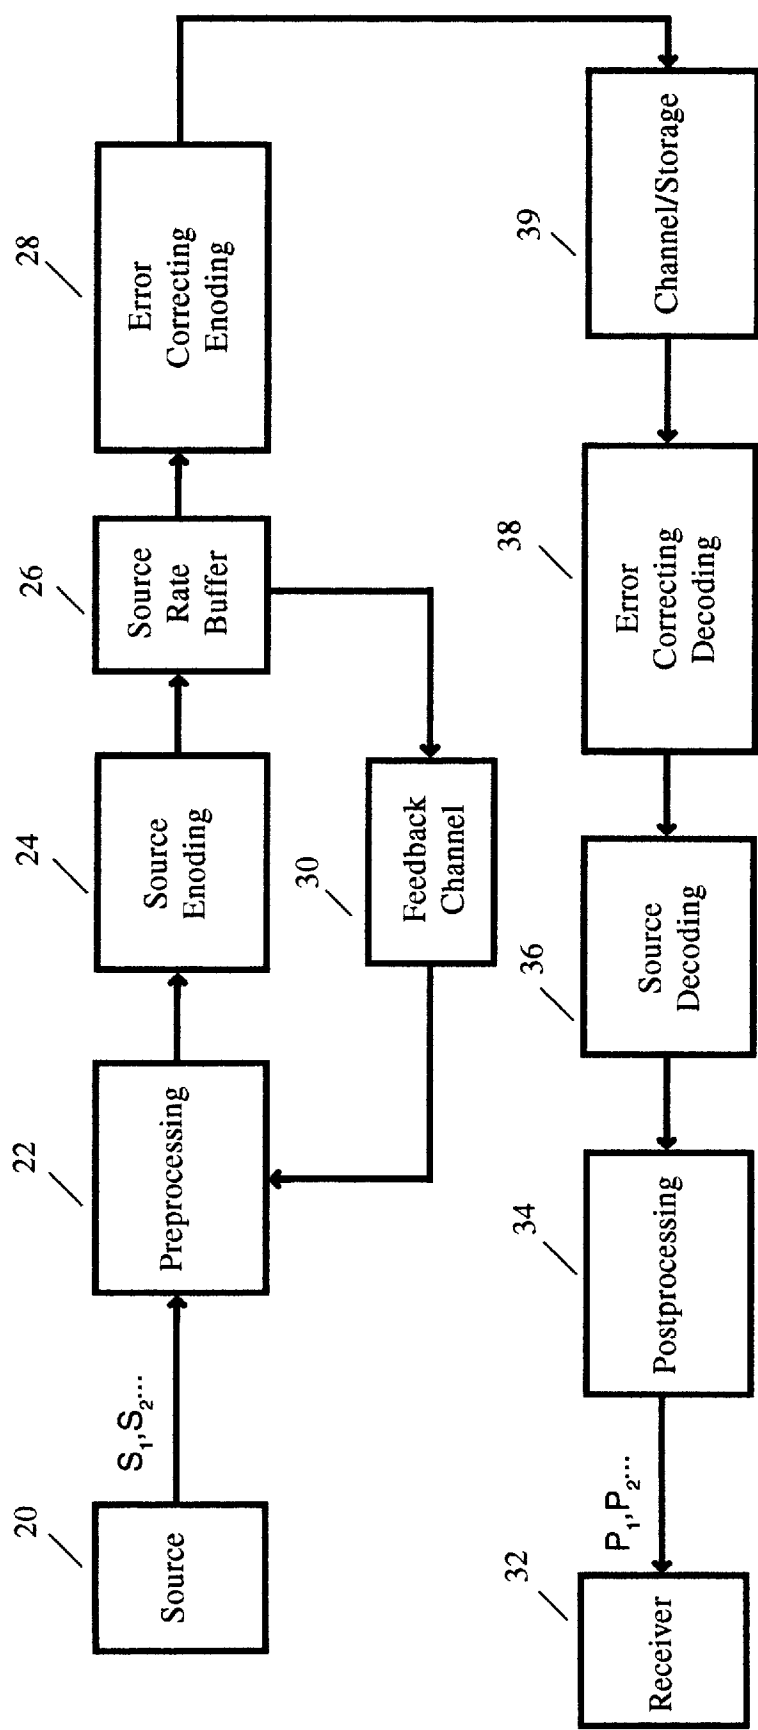 20
Source
S₁,S₂...
22
Preprocessing
24
Source
Enoding
26
Source
Rate
Buffer
28
Error
Correcting
Enoding
30
Feedback
Channel
32
Receiver
P₁,P₂...
34
Postprocessing
36
Source
Decoding
38
Error
Correcting
Decoding
39
Channel/Storage